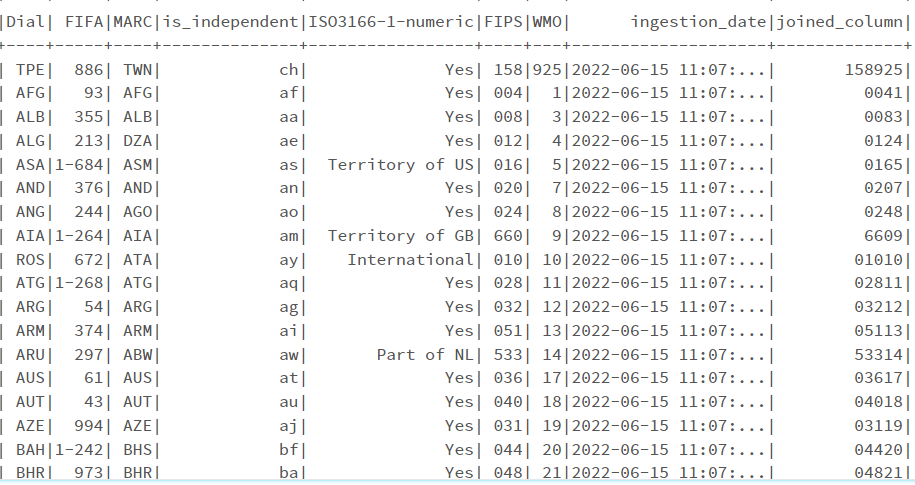 |Dial| FIFA|MARC|is_independent|ISO3166-1-numeric|FIPS|WMO|      ingestion_date|joined_column|
+----+-----+----+--------------+-----------------+----+---+--------------------+-------------+
| TPE|  886| TWN|            ch|              Yes| 158|925|2022-06-15 11:07:...|       158925|
| AFG|   93| AFG|            af|              Yes| 004|  1|2022-06-15 11:07:...|         0041|
| ALB|  355| ALB|            aa|              Yes| 008|  3|2022-06-15 11:07:...|         0083|
| ALG|  213| DZA|            ae|              Yes| 012|  4|2022-06-15 11:07:...|         0124|
| ASA|1-684| ASM|            as|  Territory of US| 016|  5|2022-06-15 11:07:...|         0165|
| AND|  376| AND|            an|              Yes| 020|  7|2022-06-15 11:07:...|         0207|
| ANG|  244| AGO|            ao|              Yes| 024|  8|2022-06-15 11:07:...|         0248|
| AIA|1-264| AIA|            am|  Territory of GB| 660|  9|2022-06-15 11:07:...|         6609|
| ROS|  672| ATA|            ay|    International| 010| 10|2022-06-15 11:07:...|        01010|
| ATG|1-268| ATG|            aq|              Yes| 028| 11|2022-06-15 11:07:...|        02811|
| ARG|   54| ARG|            ag|              Yes| 032| 12|2022-06-15 11:07:...|        03212|
| ARM|  374| ARM|            ai|              Yes| 051| 13|2022-06-15 11:07:...|        05113|
| ARU|  297| ABW|            aw|       Part of NL| 533| 14|2022-06-15 11:07:...|        53314|
| AUS|   61| AUS|            at|              Yes| 036| 17|2022-06-15 11:07:...|        03617|
| AUT|   43| AUT|            au|              Yes| 040| 18|2022-06-15 11:07:...|        04018|
| AZE|  994| AZE|            aj|              Yes| 031| 19|2022-06-15 11:07:...|        03119|
| BAH|1-242| BHS|            bf|              Yes| 044| 20|2022-06-15 11:07:...|        04420|
| BHR|  973| BHR|            ba|              Yes| 048| 21|2022-06-15 11:07:...|        04821|